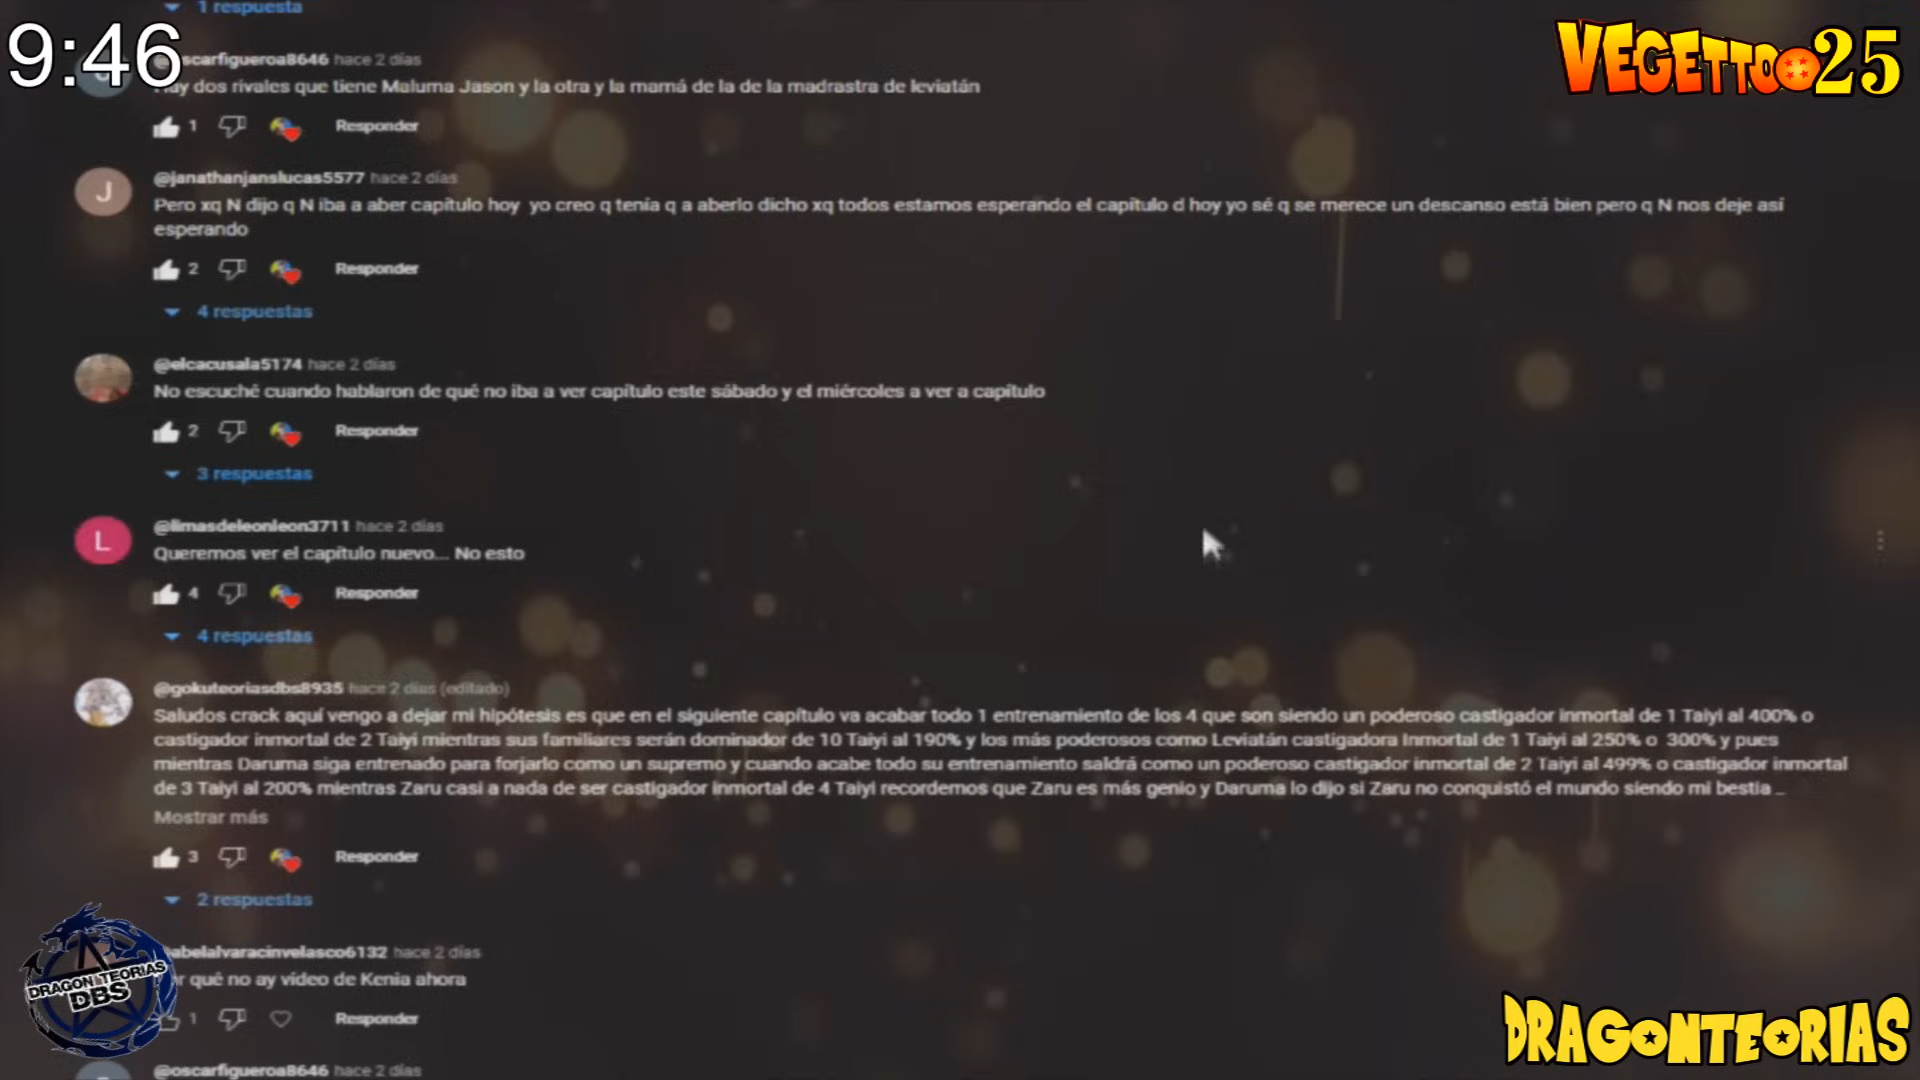 1 respuesta
9:46
VEGETTO25
scarfigueroa8646 hace 2 días
Hay dos rivales que tiene Maluma Jason y la otra y la mamá de la de la madrastra de leviatán
1 Responder
J
@janathanjanslucas5577 hace 2 días
Pero xq N dijo q N iba a aber capítulo hoy yo creo q tenía q a aberlo dicho xq todos estamos esperando el capítulo d hoy yo sé q se merece un descanso está bien pero q N nos deje así
esperando
2 Responder
4 respuestas
@elcacusala5174 hace 2 días
No escuché cuando hablaron de qué no iba a ver capítulo este sábado y el miércoles a ver a capítulo
2 Responder
3 respuestas
L
@limasdeleonleon3711 hace 2 días
Queremos ver el capítulo nuevo... No esto
4 Responder
4 respuestas
@gokuteoriasdbs8935 hace 2 días (editado)
Saludos crack aquí vengo a dejar mi hipótesis es que en el siguiente capítulo va acabar todo 1 entrenamiento de los 4 que son siendo un poderoso castigador inmortal de 1 Taiyi al 400% o
castigador inmortal de 2 Taiyi mientras sus familiares serán dominador de 10 Taiyi al 190% y los más poderosos como Leviatán castigadora Inmortal de 1 Taiyi al 250% o 300% y pues
mientras Daruma siga entrenado para forjarlo como un supremo y cuando acabe todo su entrenamiento saldrá como un poderoso castigador inmortal de 2 Taiyi al 499% o castigador inmortal
de 3 Taiyi al 200% mientras Zaru casi a nada de ser castigador inmortal de 4 Taiyi recordemos que Zaru es más genio y Daruma lo dijo si Zaru no conquistó el mundo siendo mi bestia ...
Mostrar más
3 Responder
2 respuestas
abelalvaracinvelasco6132 hace 2 días
r qué no ay vídeo de Kenia ahora
1 Responder
DRAGON TEORIAS
DBS
DRAGONTEORIAS
@oscarfigueroa8646 hace 2 días